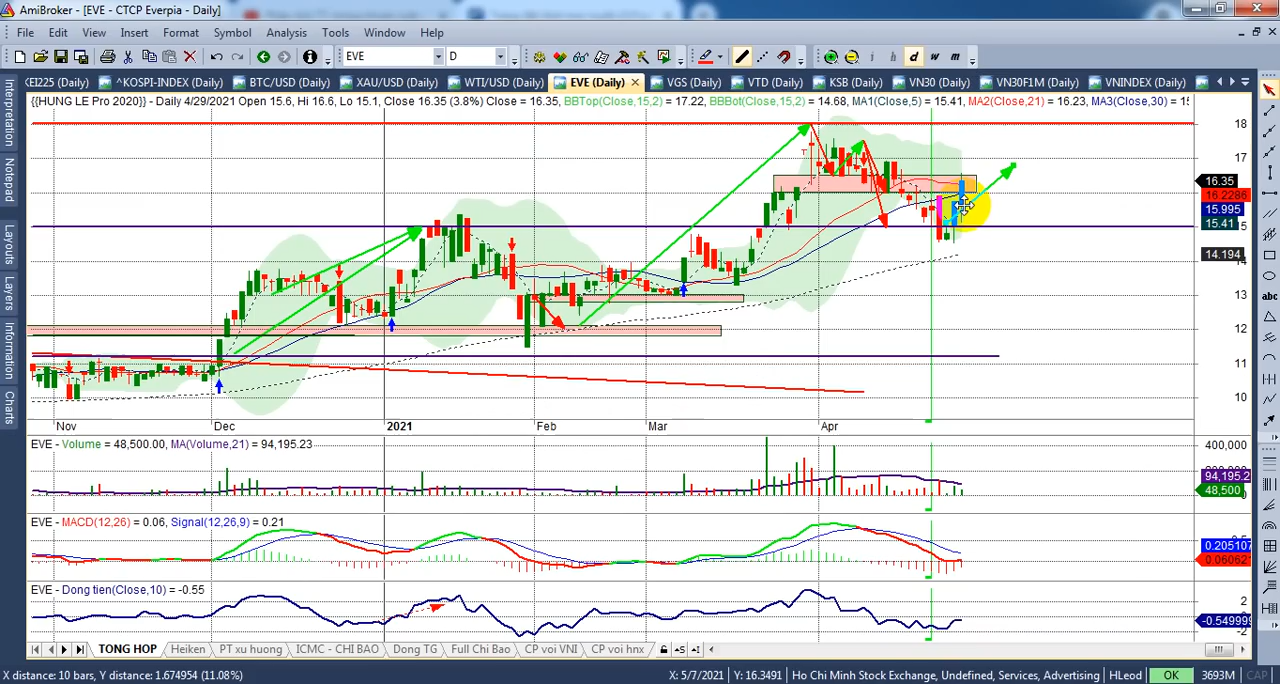 AmiBroker - [EVE - CTCP Everpia - Daily]
File Edit View Insert Format Symbol Analysis Tools Window Help
EVE D i h d w m
EI225 (Daily) ^KOSPI-INDEX (Daily) BTC/USD (Daily) XAU/USD (Daily) WTI/USD (Daily) EVE (Daily) VGS (Daily) VTD (Daily) KSB (Daily) VN30 (Daily) VN30F1M (Daily) VNINDEX (Daily)
{{HUNG LE Pro 2020}} - Daily 4/29/2021 Open 15.6, Hi 16.6, Lo 15.1, Close 16.35 (3.8%) Close = 16.35, BBTop(Close,15,2) = 17.22, BBBot(Close,15,2) = 14.68, MA1(Close,5) = 15.41, MA2(Close,21) = 16.23, MA3(Close,30) = 15
Interpretation
Notepad
Layouts
Layers
Information
Charts
abc
18
17
16.35
16.2286
15.995
15.41
5
14.194
14
13
12
11
10
Nov Dec 2021 Feb Mar Apr
EVE - Volume = 48,500.00, MA(Volume,21) = 94,195.23
400,000
94,195.2
48,500
EVE - MACD(12,26) = 0.06, Signal(12,26,9) = 0.21
0.205107
0.06062
EVE - Dong tien(Close,10) = -0.55
2
-0.549999
-2
TONG HOP Heiken PT xu huong ICMC - CHI BAO Dong TG Full Chi Bao CP voi VNI CP voi hnx
X distance: 10 bars, Y distance: 1.674954 (11.08%) X: 5/7/2021 Y: 16.3491 Ho Chi Minh Stock Exchange, Undefined, Services, Advertising HLeod OK 3693M CAP